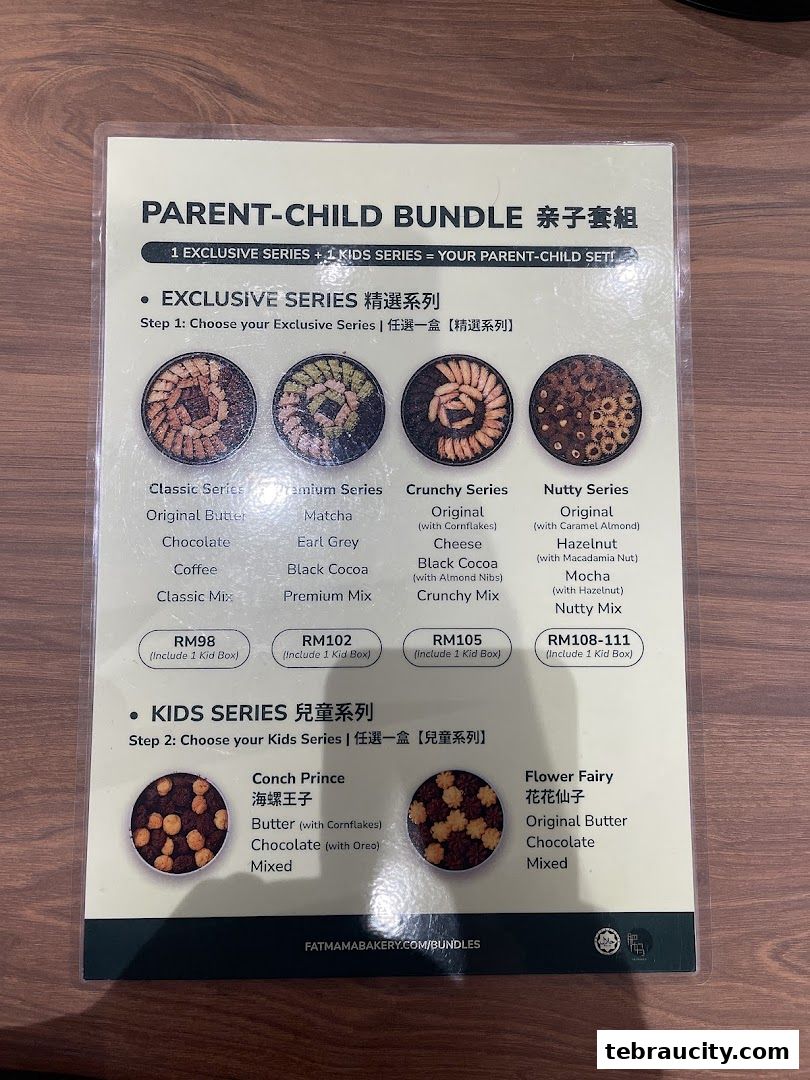 PARENT-CHILD BUNDLE 亲子套組
1 EXCLUSIVE SERIES + 1 KIDS SERIES = YOUR PARENT-CHILD SET!
• EXCLUSIVE SERIES 精選系列
Step 1: Choose your Exclusive Series | 任選一盒【精選系列】
Classic Series
Original Butter
Chocolate
Coffee
Classic Mix
RM98
(Include 1 Kid Box)
Premium Series
Matcha
Earl Grey
Black Cocoa
Premium Mix
RM102
(Include 1 Kid Box)
Crunchy Series
Original
(with Cornflakes)
Cheese
Black Cocoa
(with Almond Nibs)
Crunchy Mix
RM105
(Include 1 Kid Box)
Nutty Series
Original
(with Caramel Almond)
Hazelnut
(with Macadamia Nut)
Mocha
(with Hazelnut)
Nutty Mix
RM108-111
(Include 1 Kid Box)
• KIDS SERIES 兒童系列
Step 2: Choose your Kids Series | 任選一盒【兒童系列】
Conch Prince
海螺王子
Butter (with Cornflakes)
Chocolate (with Oreo)
Mixed
Flower Fairy
花花仙子
Original Butter
Chocolate
Mixed
FATMAMABAKERY.COM/BUNDLES
tebraucity.com